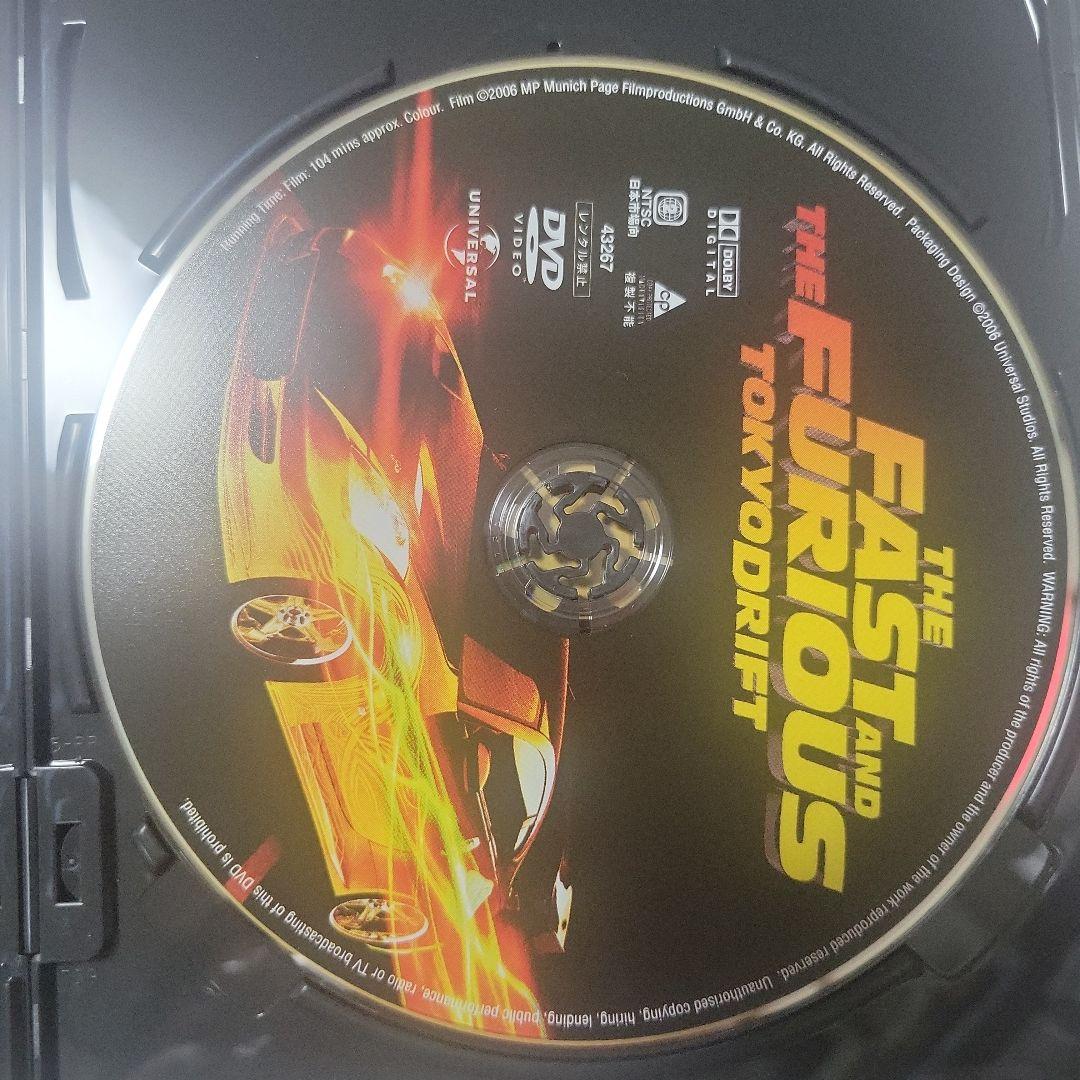 THE
FAST AND
THE FURIOUS
TOKYO DRIFT
DOLBY
DIGITAL
2
NTSC
日本市場向
CP
複製不能
43267
レンタル禁止
DVD
VIDEO
UNIVERSAL
Running Time: Film: 104 mins approx. Colour. Film ©2006 MP Munich Page Filmproductions GmbH & Co. KG. All Rights Reserved. Packaging Design ©2006 Universal Studios. All Rights Reserved. WARNING: All rights of the producer and the owner of the work reproduced reserved. Unauthorised copying, hiring, lending, public performance, radio or TV broadcasting of this DVD is prohibited.